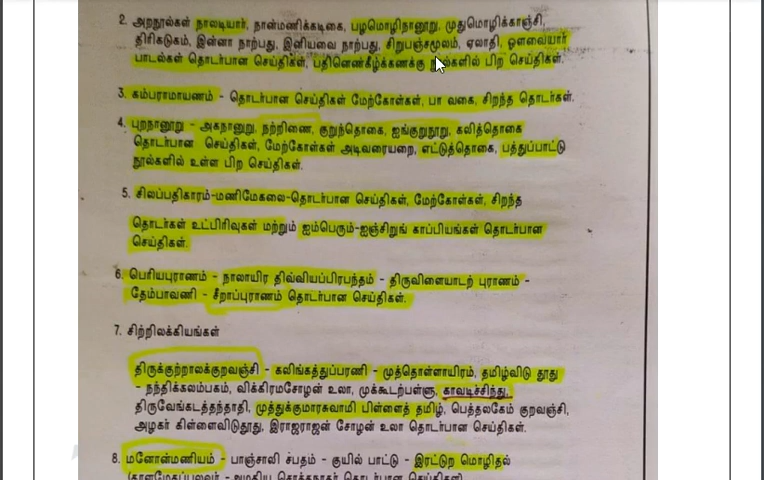 2. அறநூல்கள் நாலடியார், நான்மணிக்கடிகை, பழமொழிநானூறு, முதுமொழிக்காஞ்சி,
திரிகடுகம், இன்னா நாற்பது, இனியவை நாற்பது, சிறுபஞ்சமூலம், ஏலாதி, ஔவையார்
பாடல்கள் தொடர்பான செய்திகள், பதினெண்கீழ்க்கணக்கு நூல்களில் பிற செய்திகள்.
3. கம்பராமாயணம் - தொடர்பான செய்திகள் மேற்கோள்கள், பா வகை, சிறந்த தொடர்கள்.
4. புறநானூறு - அகநானூறு, நற்றிணை, குறுந்தொகை, ஐங்குறுநூறு, கலித்தொகை
தொடர்பான செய்திகள், மேற்கோள்கள் அடிவரையறை, எட்டுத்தொகை, பத்துப்பாட்டு
நூல்களில் உள்ள பிற செய்திகள்.
5. சிலப்பதிகாரம்-மணிமேகலை-தொடர்பான செய்திகள், மேற்கோள்கள், சிறந்த
தொடர்கள் உட்பிரிவுகள் மற்றும் ஐம்பெரும்-ஐஞ்சிறுங் காப்பியங்கள் தொடர்பான
செய்திகள்.
6. பெரியபுராணம் - நாலாயிர திவ்வியப்பிரபந்தம் - திருவிளையாடற் புராணம் -
தேம்பாவணி - சீறாப்புராணம் தொடர்பான செய்திகள்.
7. சிற்றிலக்கியங்கள்
திருக்குற்றாலக்குறவஞ்சி - கலிங்கத்துப்பரணி - முத்தொள்ளாயிரம், தமிழ்விடு தூது
- நந்திக்கலம்பகம், விக்கிரமசோழன் உலா, முக்கூடற்பள்ளு, காவடிச்சிந்து,
திருவேங்கடத்தந்தாதி, முத்துக்குமாரசுவாமி பிள்ளைத் தமிழ், பெத்தலகேம் குறவஞ்சி,
அழகர் கிள்ளைவிடுதூது, இராஜராஜன் சோழன் உலா தொடர்பான செய்திகள்.
8. மனோன்மணியம் - பாஞ்சாலி சபதம் - குயில் பாட்டு - இரட்டுற மொழிதல்